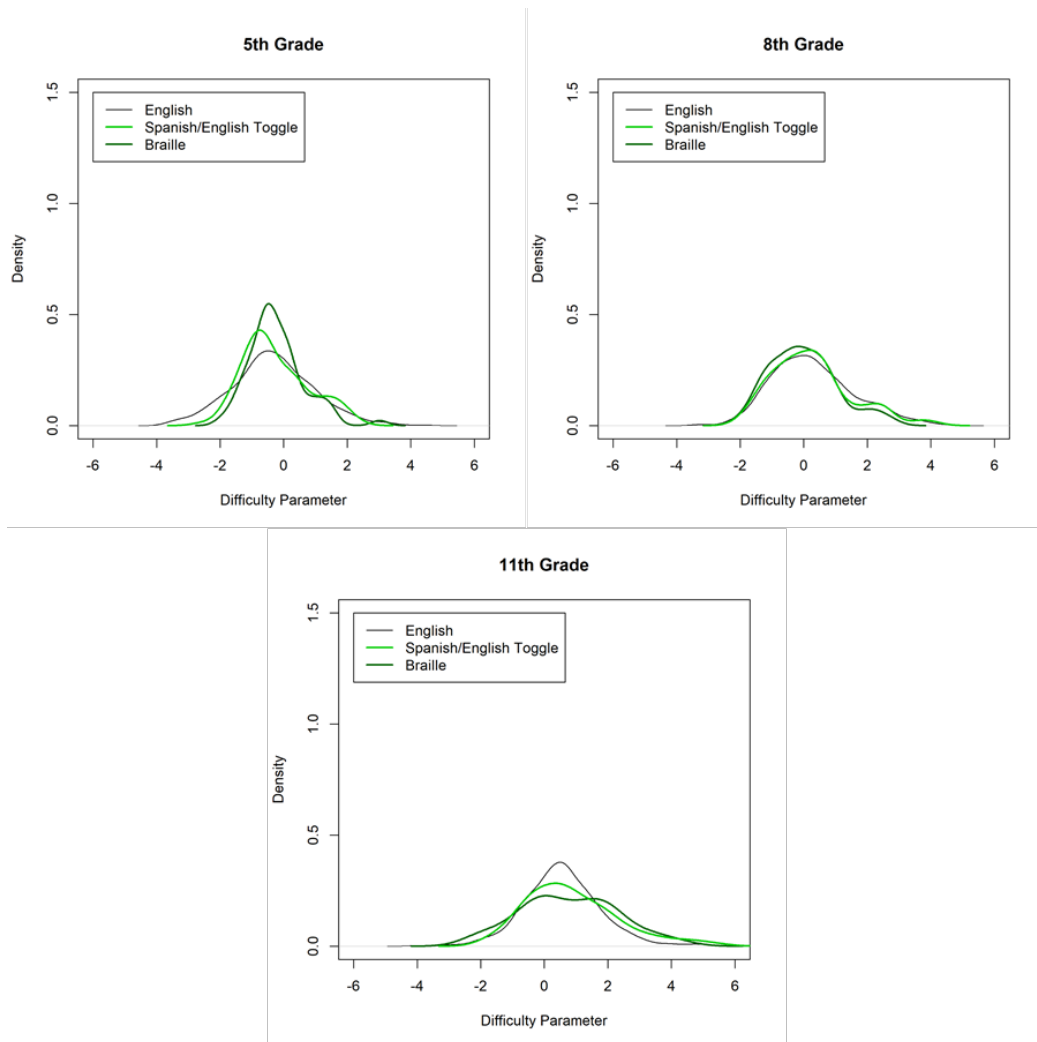 5th Grade
1.5
1.0
0.5
0.0
Density
English
Spanish/English Toggle
Braille
-6 -4 -2 0 2 4 6
Difficulty Parameter
8th Grade
1.5
1.0
0.5
0.0
Density
English
Spanish/English Toggle
Braille
-6 -4 -2 0 2 4 6
Difficulty Parameter
11th Grade
1.5
1.0
0.5
0.0
Density
English
Spanish/English Toggle
Braille
-6 -4 -2 0 2 4 6
Difficulty Parameter